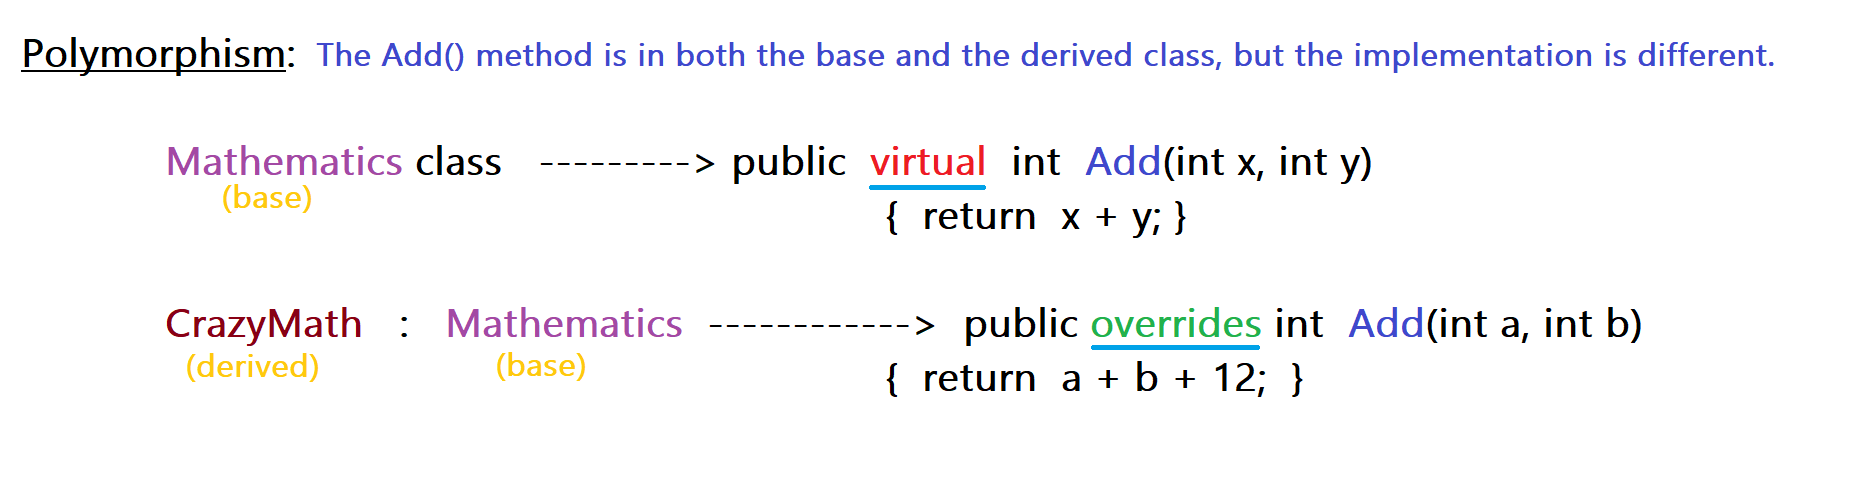 Polymorphism: The Add() method is in both the base and the derived class, but the implementation is different.
Mathematics class ---------> public virtual int Add(int x, int y)
(base)
{ return x + y; }
CrazyMath : Mathematics ------------> public overrides int Add(int a, int b)
(derived) (base)
{ return a + b + 12; }